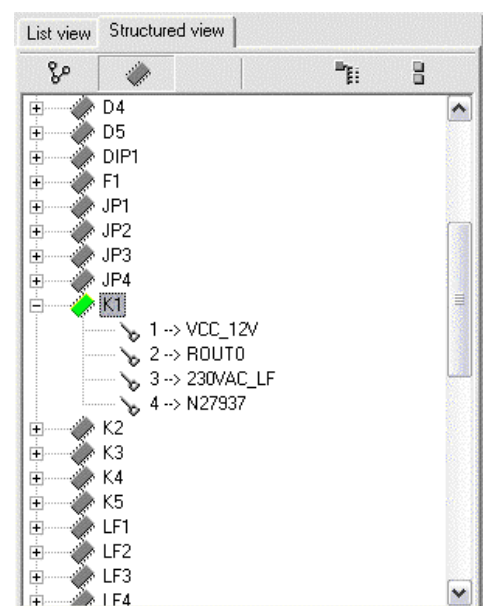 List view Structured view
D4
D5
DIP1
F1
JP1
JP2
JP3
JP4
K1
1 --> VCC_12V
2 --> ROUT0
3 --> 230VAC_LF
4 --> N27937
K2
K3
K4
K5
LF1
LF2
LF3
LF4